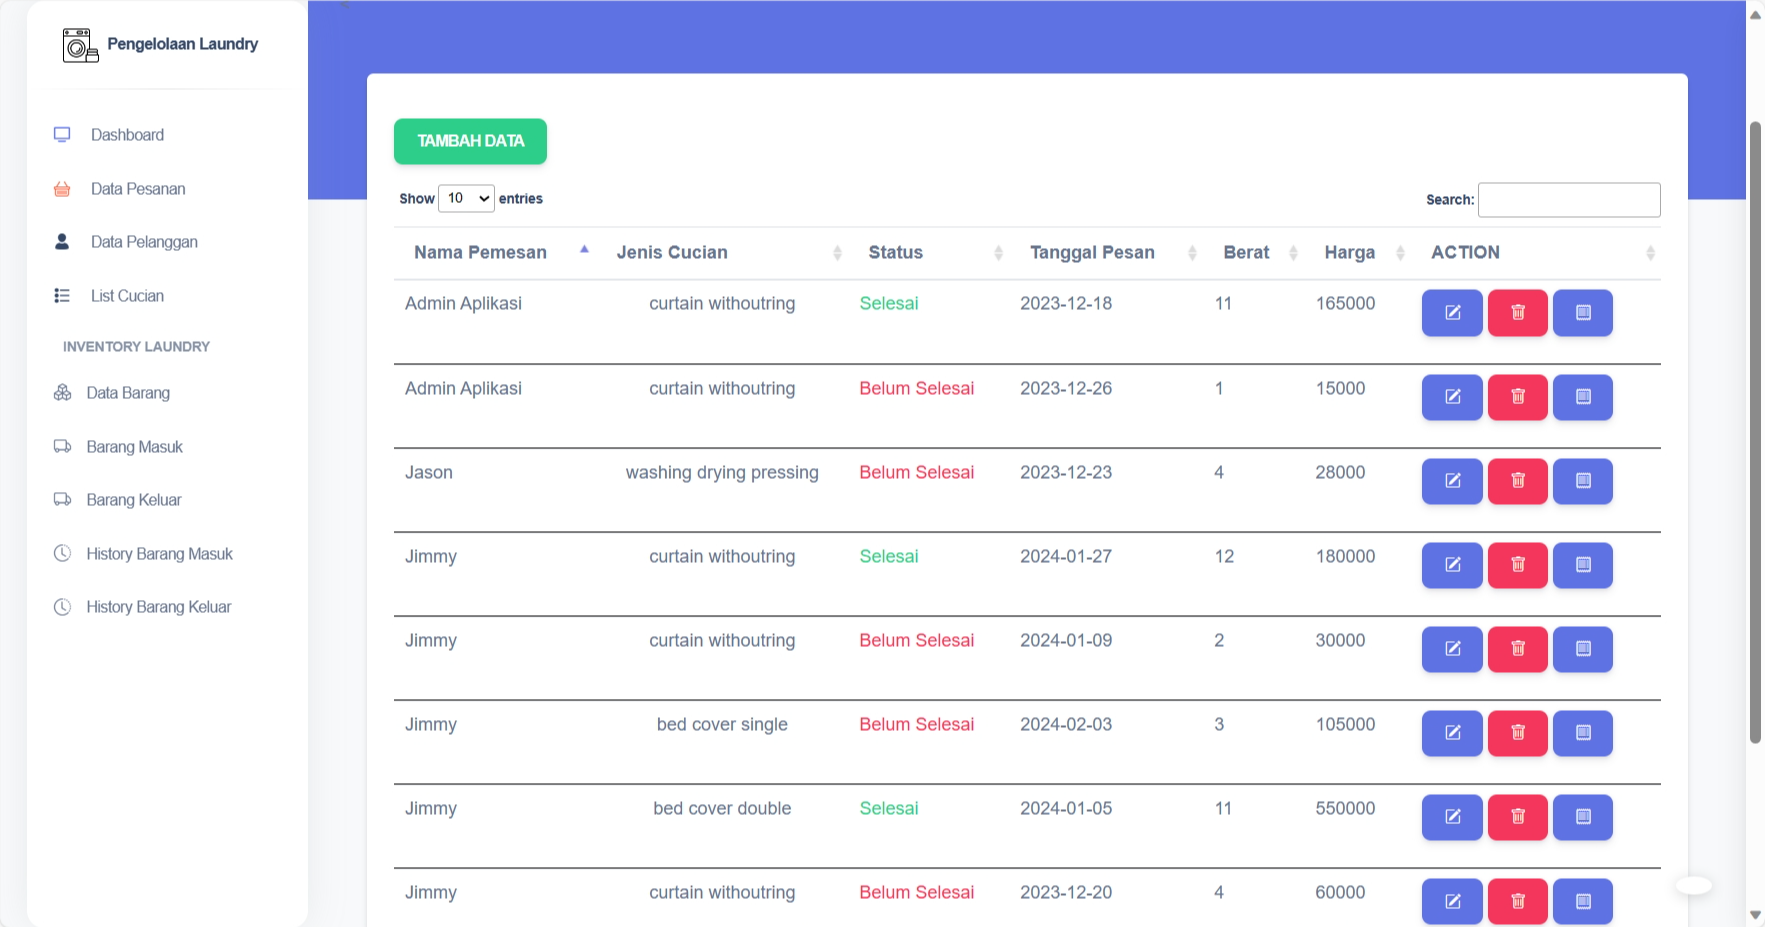 Pengelolaan Laundry
Dashboard
Data Pesanan
Data Pelanggan
List Cucian
INVENTORY LAUNDRY
Data Barang
Barang Masuk
Barang Keluar
History Barang Masuk
History Barang Keluar
TAMBAH DATA
Show 10 entries Search:
Nama Pemesan Jenis Cucian Status Tanggal Pesan Berat Harga ACTION
Admin Aplikasi curtain withoutring Selesai 2023-12-18 11 165000
Admin Aplikasi curtain withoutring Belum Selesai 2023-12-26 1 15000
Jason washing drying pressing Belum Selesai 2023-12-23 4 28000
Jimmy curtain withoutring Selesai 2024-01-27 12 180000
Jimmy curtain withoutring Belum Selesai 2024-01-09 2 30000
Jimmy bed cover single Belum Selesai 2024-02-03 3 105000
Jimmy bed cover double Selesai 2024-01-05 11 550000
Jimmy curtain withoutring Belum Selesai 2023-12-20 4 60000